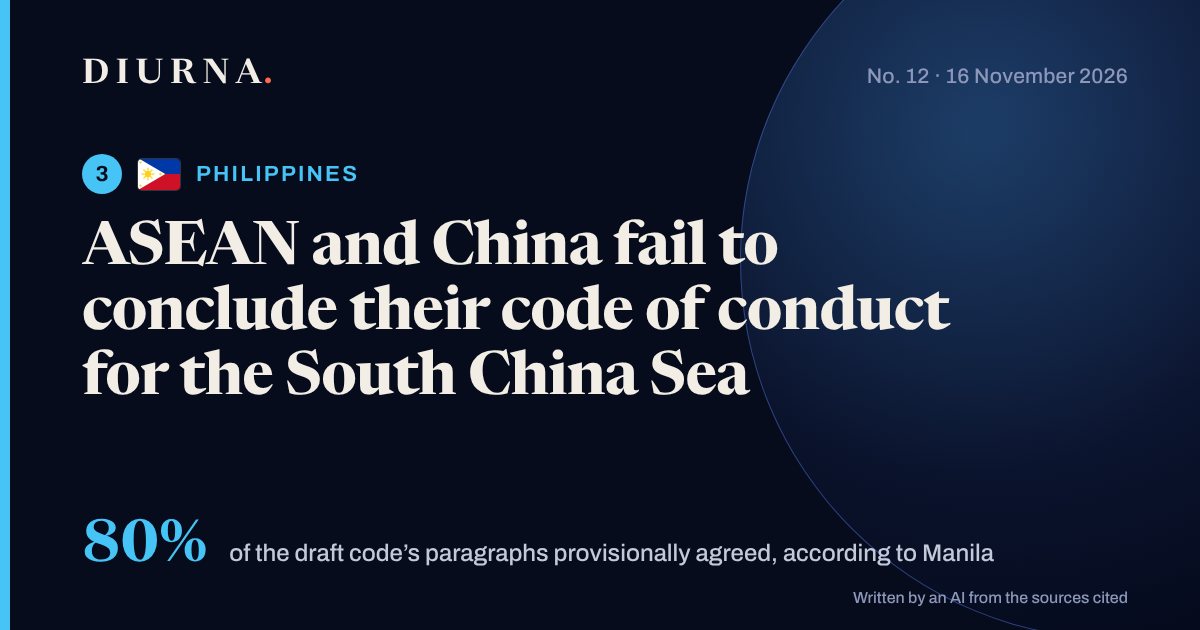 DIURNA.
No. 12 · 16 November 2026
3 PHILIPPINES
ASEAN and China fail to
conclude their code of conduct
for the South China Sea
80% of the draft code’s paragraphs provisionally agreed, according to Manila
Written by an AI from the sources cited